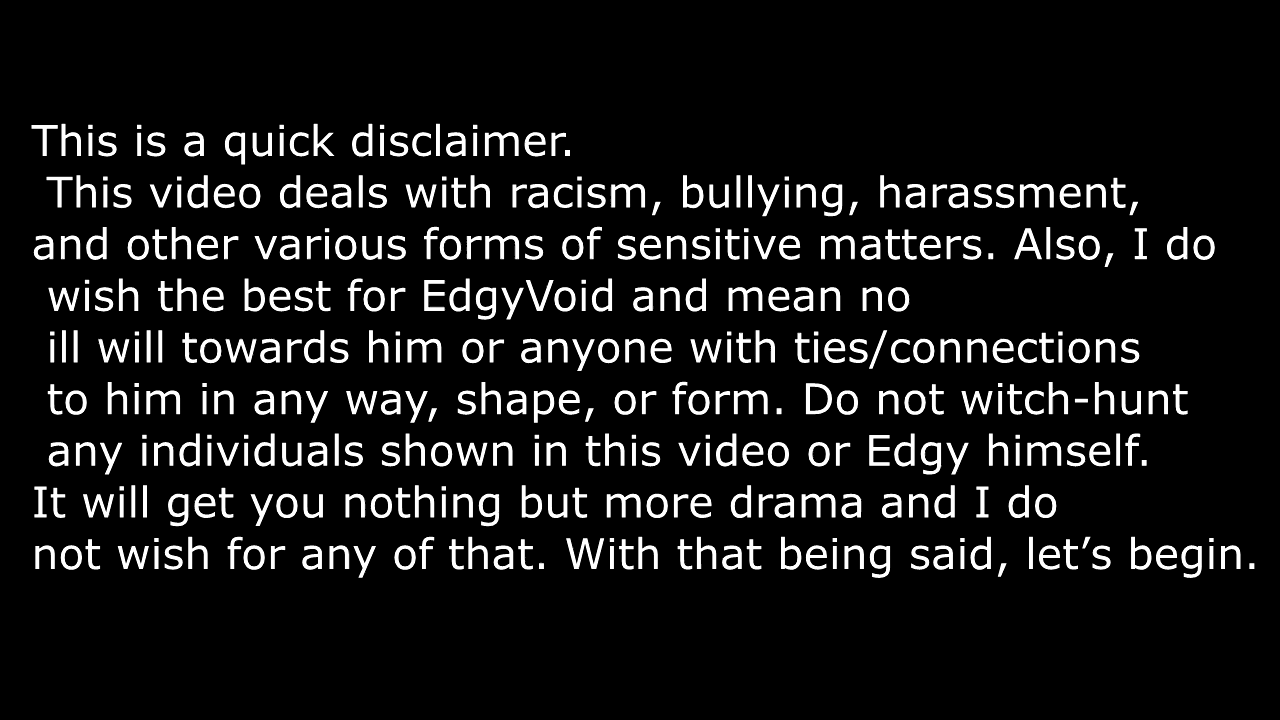 This is a quick disclaimer.
This video deals with racism, bullying, harassment,
and other various forms of sensitive matters. Also, I do
wish the best for EdgyVoid and mean no
ill will towards him or anyone with ties/connections
to him in any way, shape, or form. Do not witch-hunt
any individuals shown in this video or Edgy himself.
It will get you nothing but more drama and I do
not wish for any of that. With that being said, let’s begin.